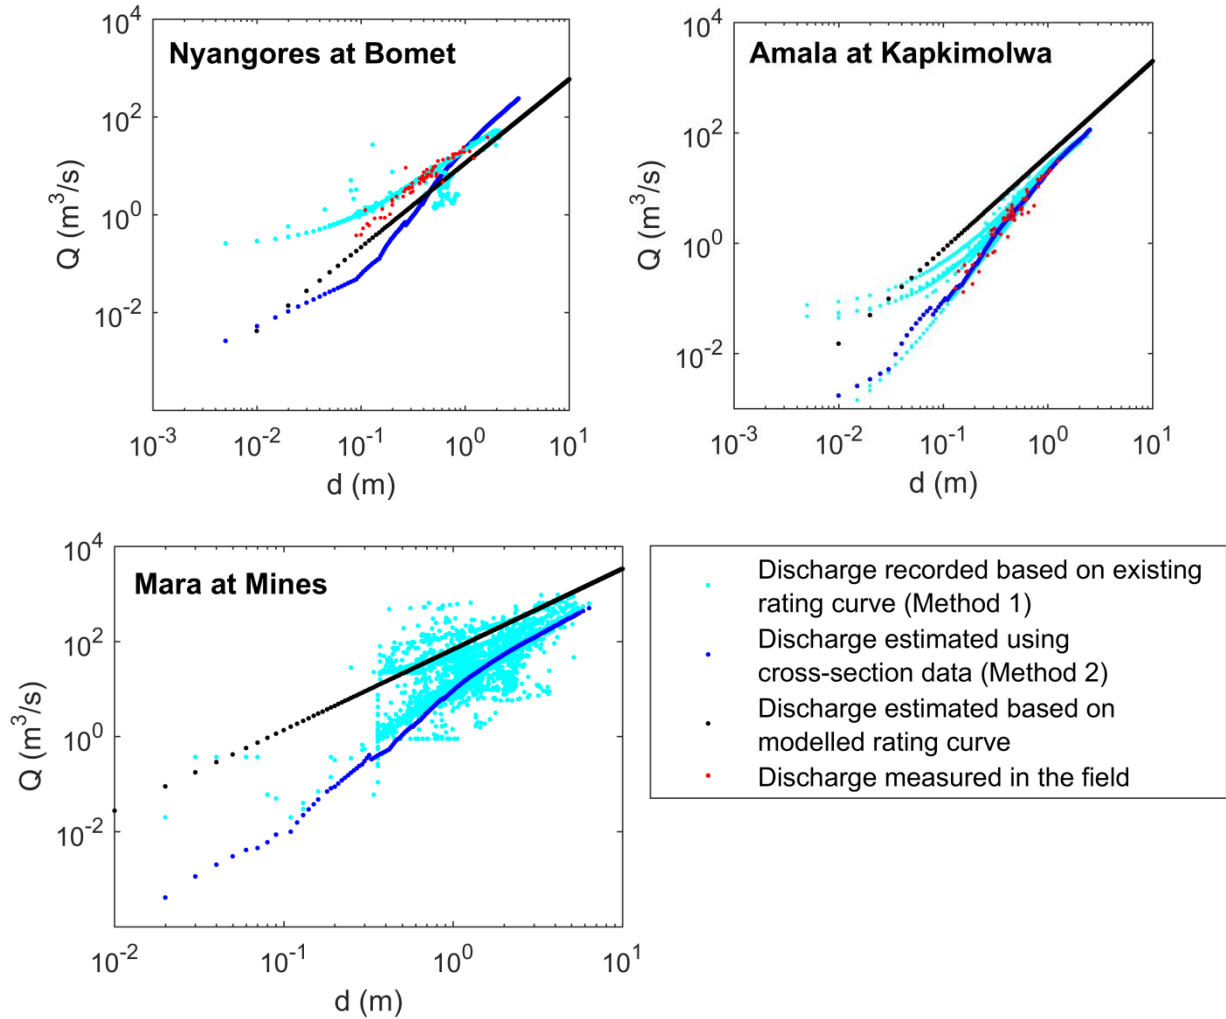 Nyangores at Bomet
10^4
10^2
10^0
10^-2
Q (m^3/s)
10^-3
10^-2
10^-1
10^0
10^1
d (m)
Amala at Kapkimolwa
10^4
10^2
10^0
10^-2
Q (m^3/s)
10^-3
10^-2
10^-1
10^0
10^1
d (m)
Mara at Mines
10^4
10^2
10^0
10^-2
Q (m^3/s)
10^-2
10^-1
10^0
10^1
d (m)
Discharge recorded based on existing
rating curve (Method 1)
Discharge estimated using
cross-section data (Method 2)
Discharge estimated based on
modelled rating curve
Discharge measured in the field